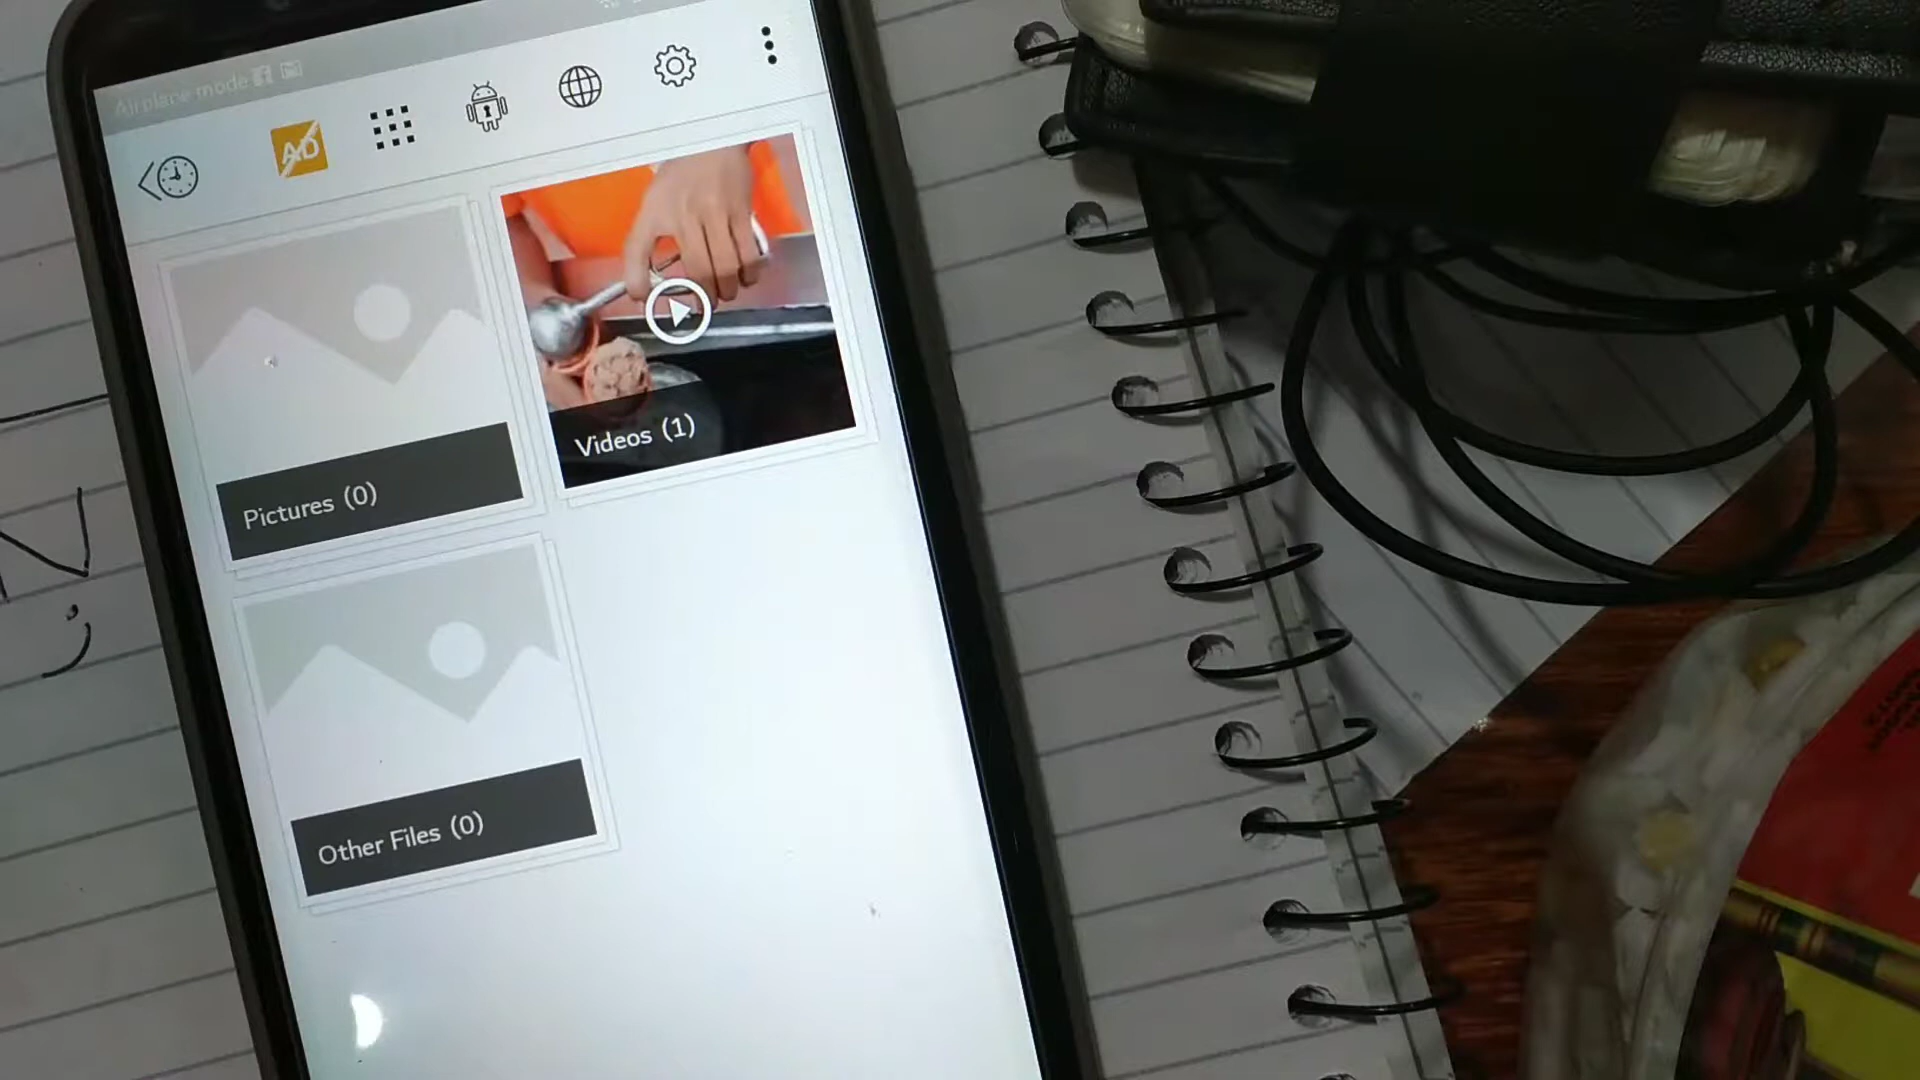 Airplane mode
AD
Videos (1)
Pictures (0)
Other Files (0)